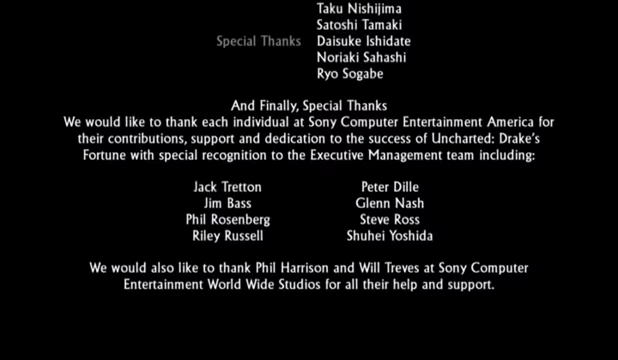 Taku Nishijima
Satoshi Tamaki
Special Thanks Daisuke Ishidate
Noriaki Sahashi
Ryo Sogabe
And Finally, Special Thanks
We would like to thank each individual at Sony Computer Entertainment America for
their contributions, support and dedication to the success of Uncharted: Drake's
Fortune with special recognition to the Executive Management team including:
Jack Tretton Peter Dille
Jim Bass Glenn Nash
Phil Rosenberg Steve Ross
Riley Russell Shuhei Yoshida
We would also like to thank Phil Harrison and Will Treves at Sony Computer
Entertainment World Wide Studios for all their help and support.